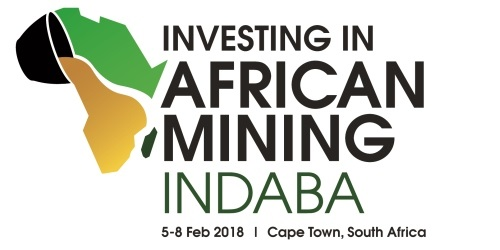 INVESTING IN
AFRICAN
MINING
INDABA
5-8 Feb 2018 | Cape Town, South Africa